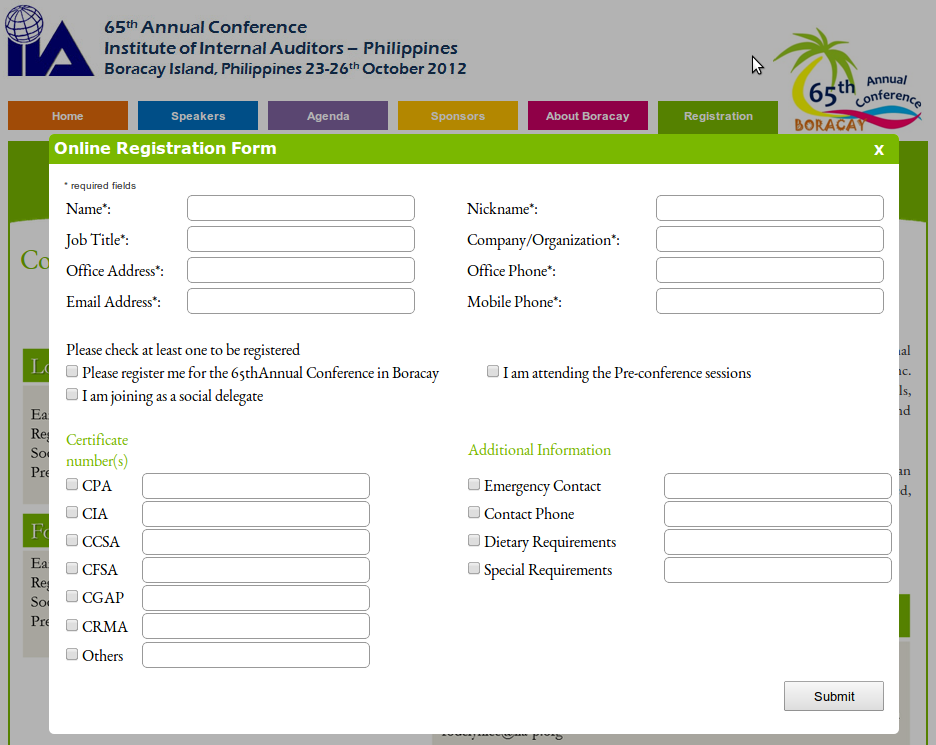 IIA
65th Annual Conference
Institute of Internal Auditors – Philippines
Boracay Island, Philippines 23-26th October 2012
65th Annual Conference
BORACAY
Home Speakers Agenda Sponsors About Boracay Registration
Online Registration Form x
* required fields
Name*: Nickname*:
Job Title*: Company/Organization*:
Office Address*: Office Phone*:
Email Address*: Mobile Phone*:
Please check at least one to be registered
Please register me for the 65thAnnual Conference in Boracay I am attending the Pre-conference sessions
I am joining as a social delegate
Certificate
number(s)
Additional Information
CPA Emergency Contact
CIA Contact Phone
CCSA Dietary Requirements
CFSA Special Requirements
CGAP
CRMA
Others
Submit